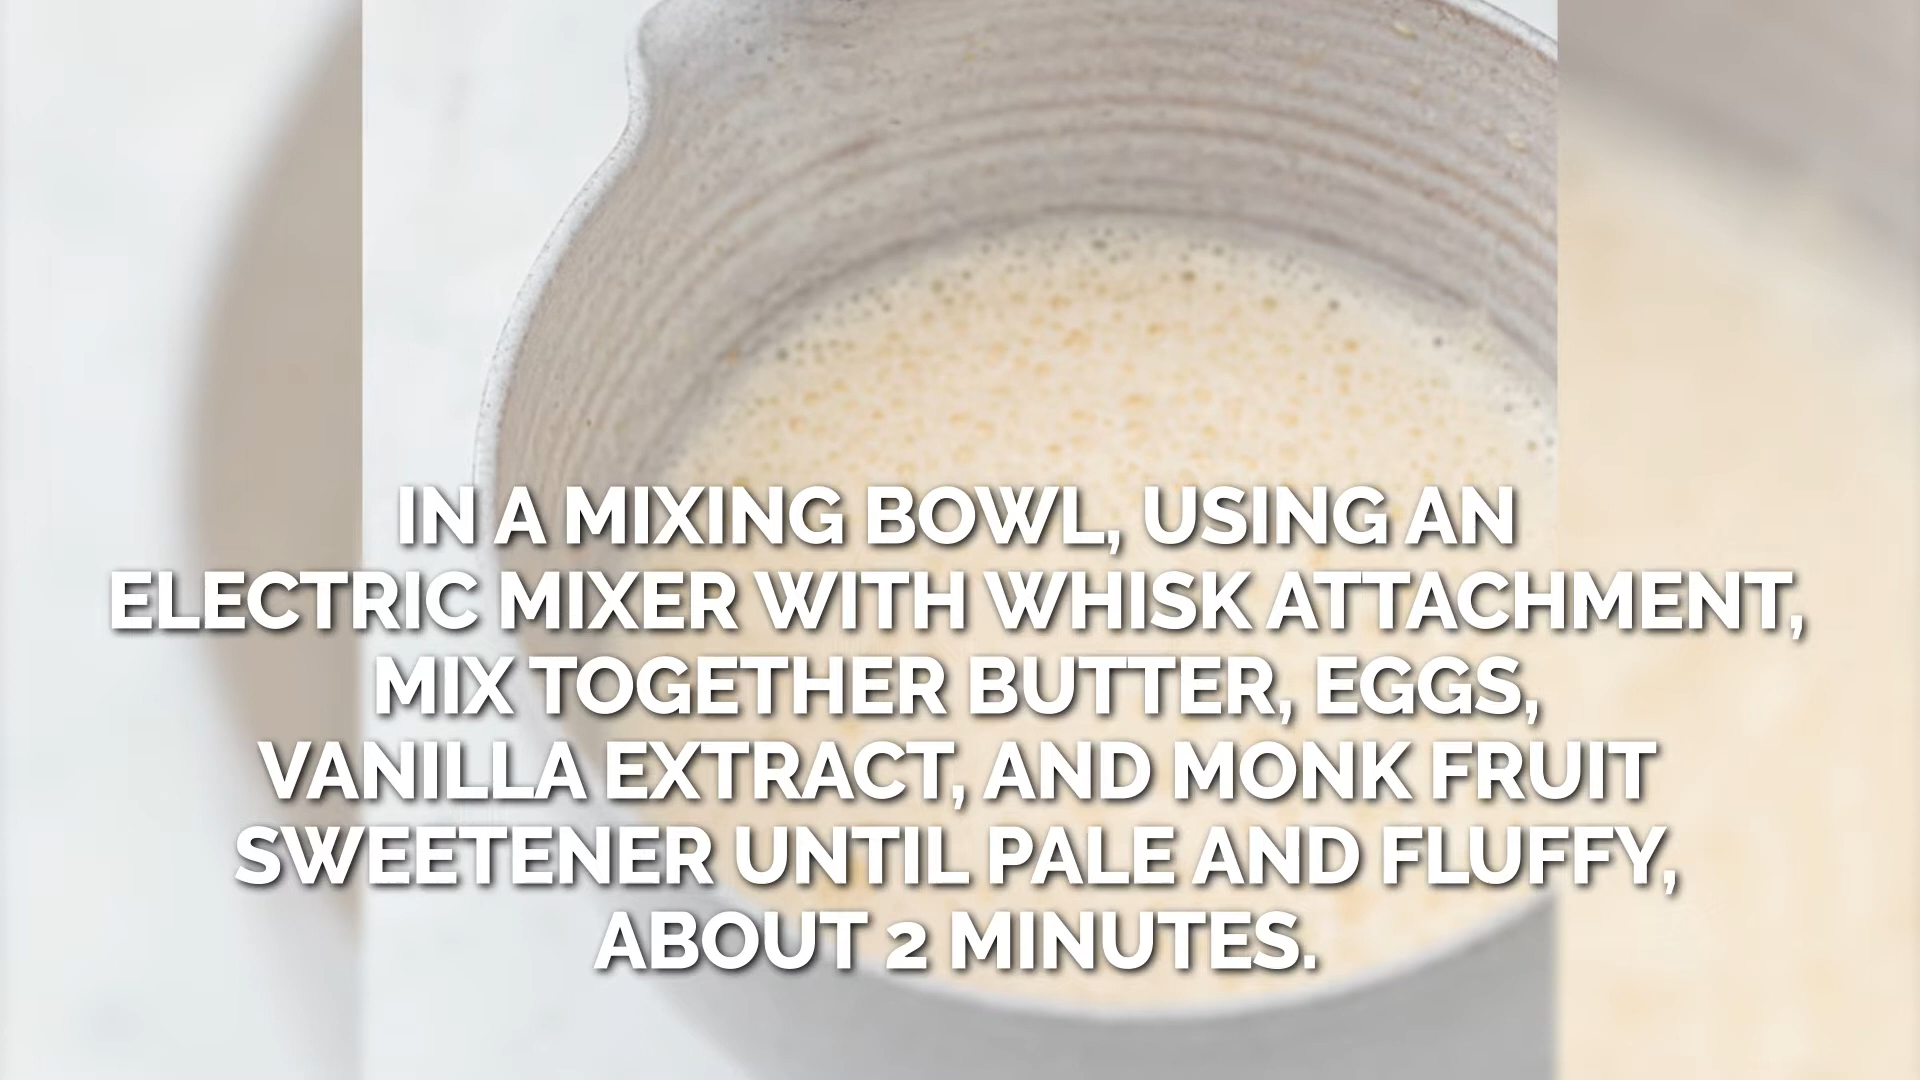 IN A MIXING BOWL, USING AN
ELECTRIC MIXER WITH WHISK ATTACHMENT,
MIX TOGETHER BUTTER, EGGS,
VANILLA EXTRACT, AND MONK FRUIT
SWEETENER UNTIL PALE AND FLUFFY,
ABOUT 2 MINUTES.